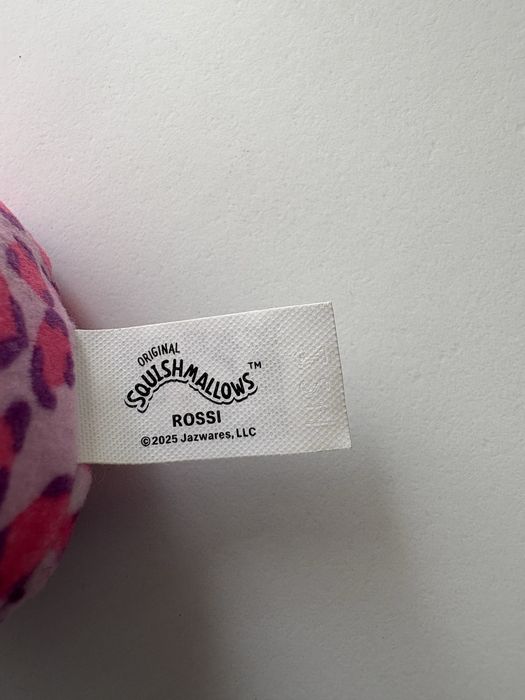 ORIGINAL
SQUISHMALLOWS™
ROSSI
©2025 Jazwares, LLC